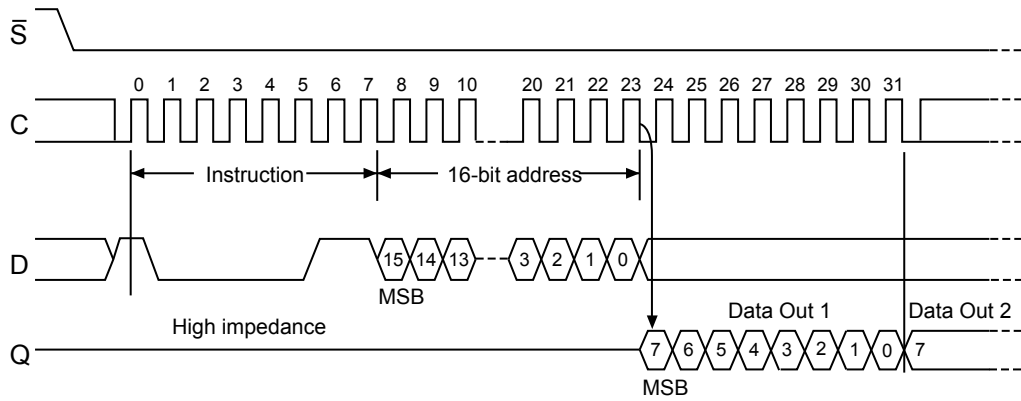 S̅
0 1 2 3 4 5 6 7 8 9 10 20 21 22 23 24 25 26 27 28 29 30 31
C
Instruction 16-bit address
D 15 14 13 3 2 1 0
MSB
High impedance Data Out 1 Data Out 2
Q 7 6 5 4 3 2 1 0 7
MSB